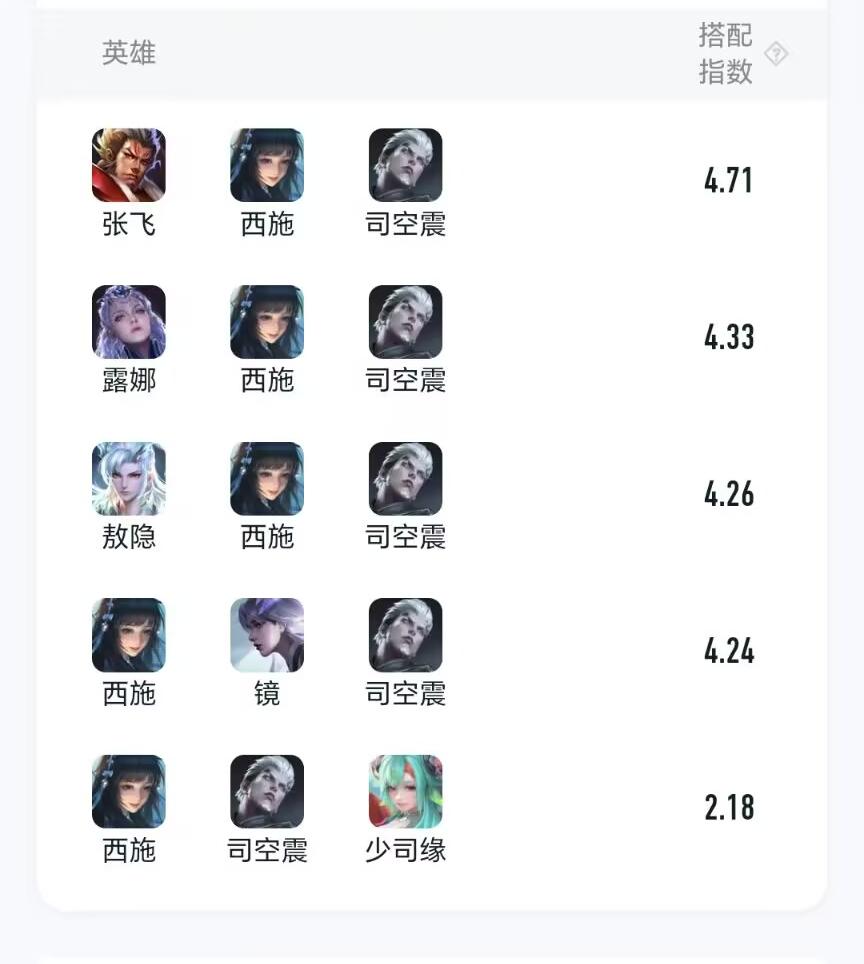 英雄
搭配
指数
?
张飞 西施 司空震 4.71
露娜 西施 司空震 4.33
敖隐 西施 司空震 4.26
西施 镜 司空震 4.24
西施 司空震 少司缘 2.18